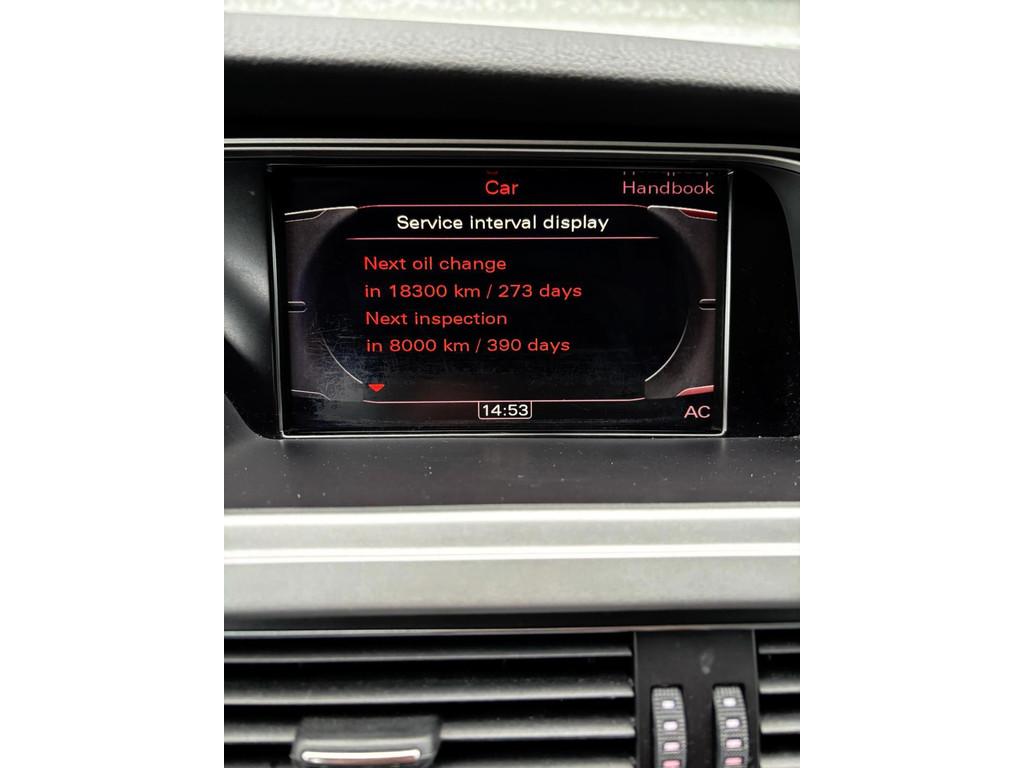 Car
Handbook
Service interval display
Next oil change
in 18300 km / 273 days
Next inspection
in 8000 km / 390 days
14:53
AC